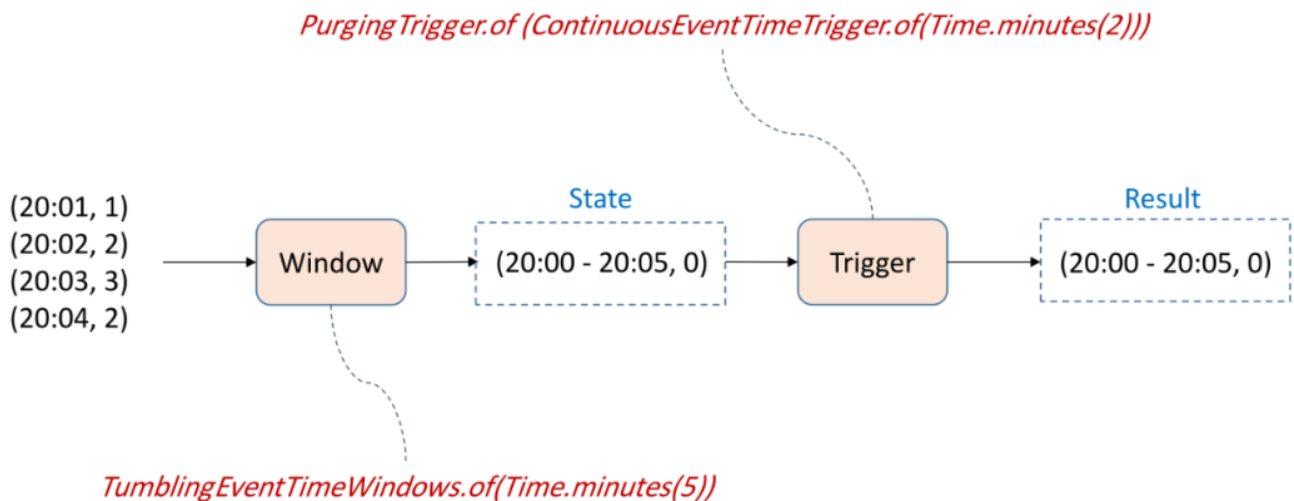 PurgingTrigger.of (ContinuousEventTimeTrigger.of(Time.minutes(2)))
(20:01, 1)
(20:02, 2)
(20:03, 3)
(20:04, 2)
Window
State
(20:00 - 20:05, 0)
Trigger
Result
(20:00 - 20:05, 0)
TumblingEventTimeWindows.of(Time.minutes(5))